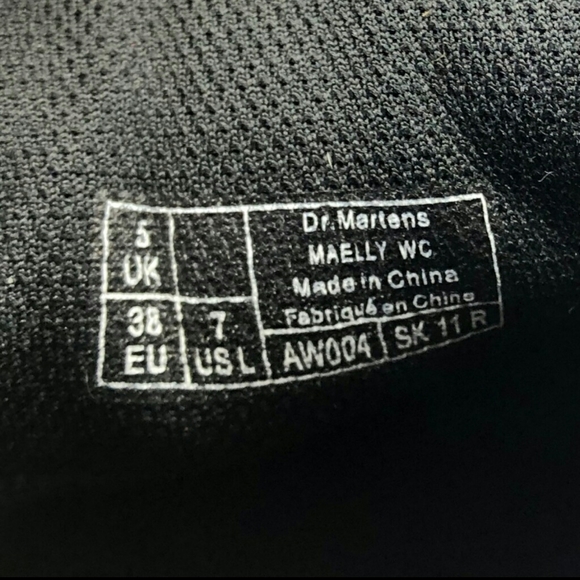 5
UK
38
EU
7
US L
Dr. Martens
MAELLY WC
Made in China
Fabriqué en Chine
AW004
SK 11 R